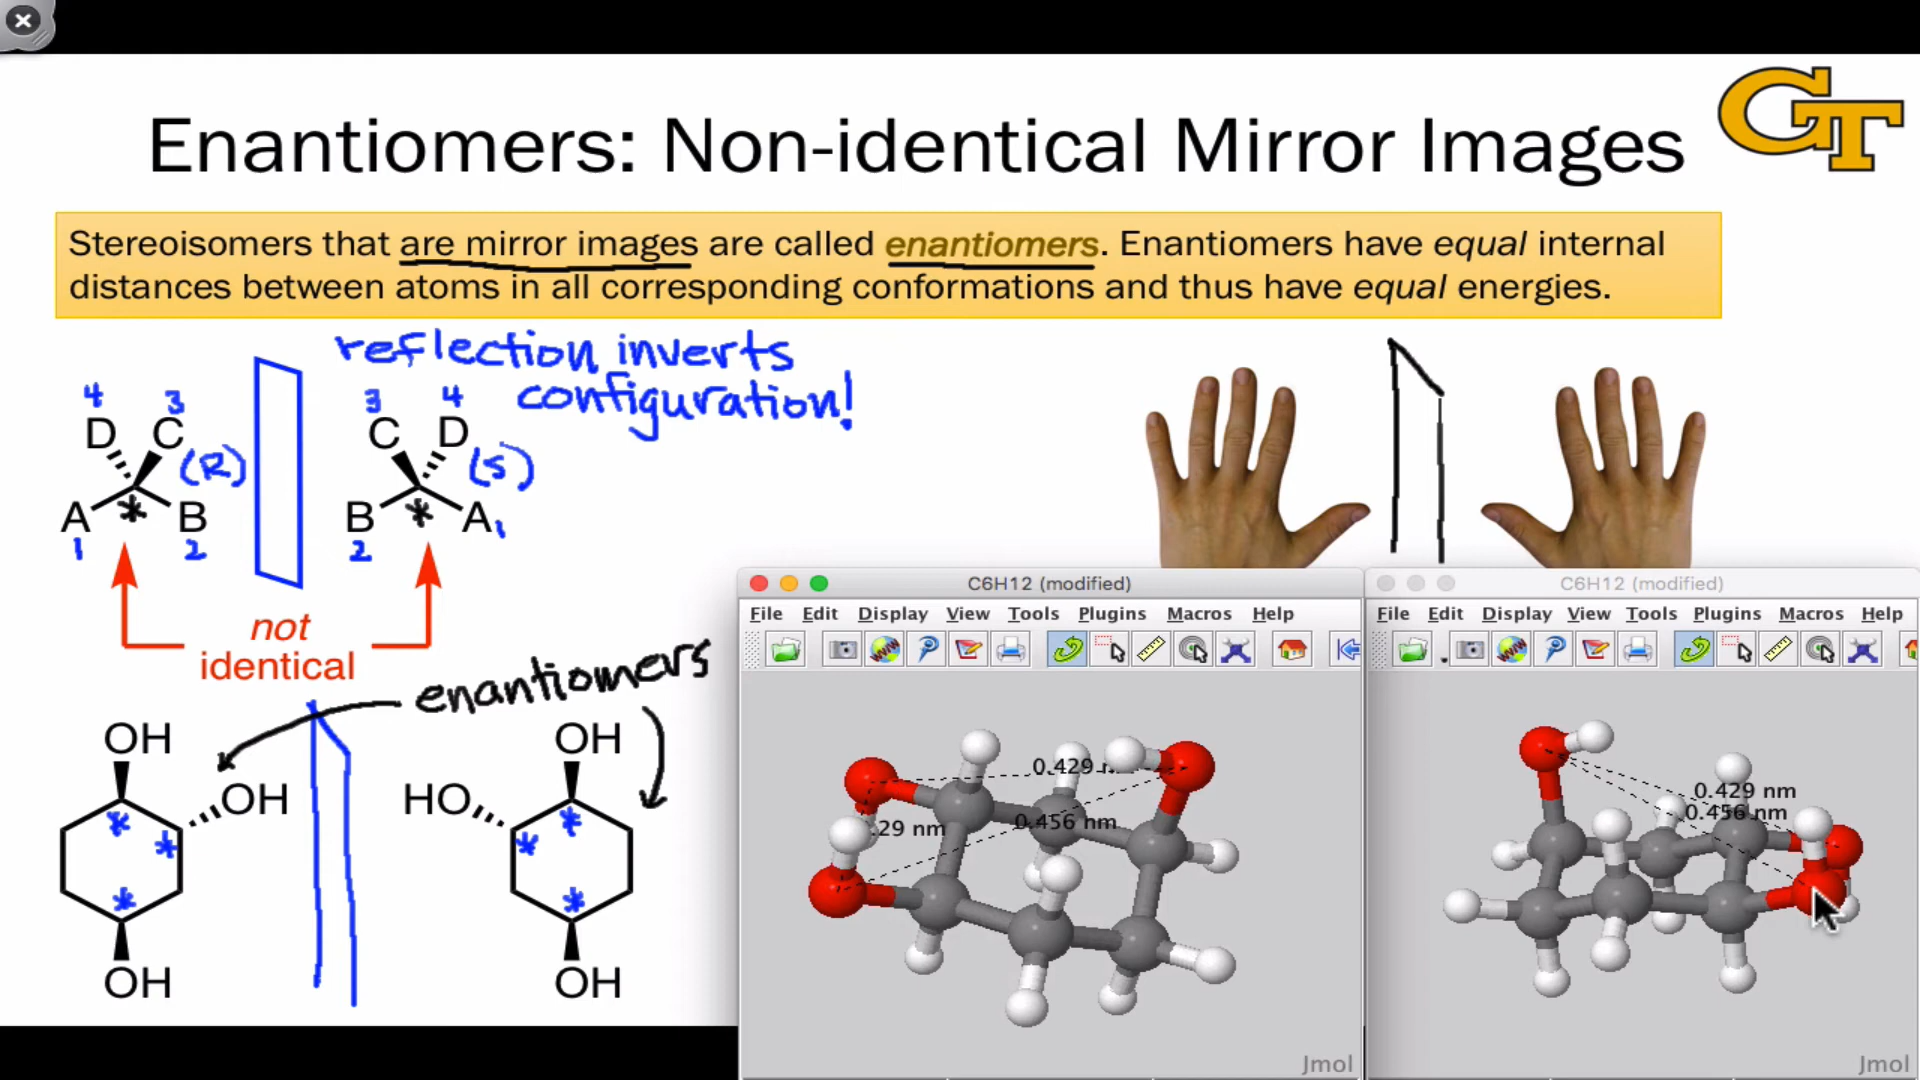 GT
Enantiomers: Non-identical Mirror Images
Stereoisomers that are mirror images are called enantiomers. Enantiomers have equal internal
distances between atoms in all corresponding conformations and thus have equal energies.
reflection inverts
configuration!
4 3
D C
(R)
A * B
1 2
3 4
C D
(S)
B * A
2 1
not
identical
enantiomers
OH
OH
* *
*
OH
OH
HO
* *
*
OH
C6H12 (modified)
File Edit Display View Tools Plugins Macros Help
0.429 n
29 nm
0.456 nm
Jmol
C6H12 (modified)
File Edit Display View Tools Plugins Macros Help
0.429 nm
0.456 nm
Jmol